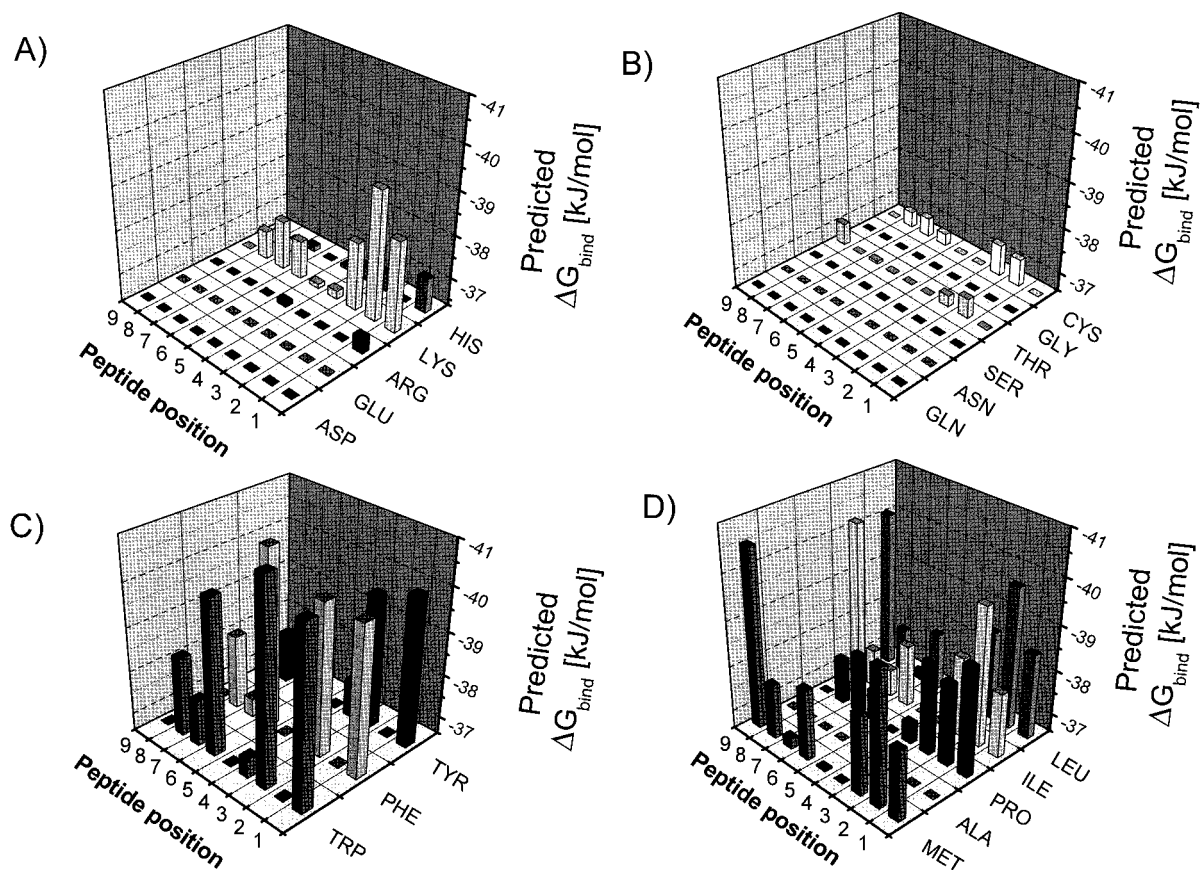 A)
-41
-40
-39
-38
-37
Predicted
ΔG_bind [kJ/mol]
9 8 7 6 5 4 3 2 1
Peptide position
HIS
LYS
ARG
GLU
ASP
B)
-41
-40
-39
-38
-37
Predicted
ΔG_bind [kJ/mol]
9 8 7 6 5 4 3 2 1
Peptide position
CYS
GLY
THR
SER
ASN
GLN
C)
-41
-40
-39
-38
-37
Predicted
ΔG_bind [kJ/mol]
9 8 7 6 5 4 3 2 1
Peptide position
TYR
PHE
TRP
D)
-41
-40
-39
-38
-37
Predicted
ΔG_bind [kJ/mol]
9 8 7 6 5 4 3 2 1
Peptide position
LEU
ILE
PRO
ALA
MET